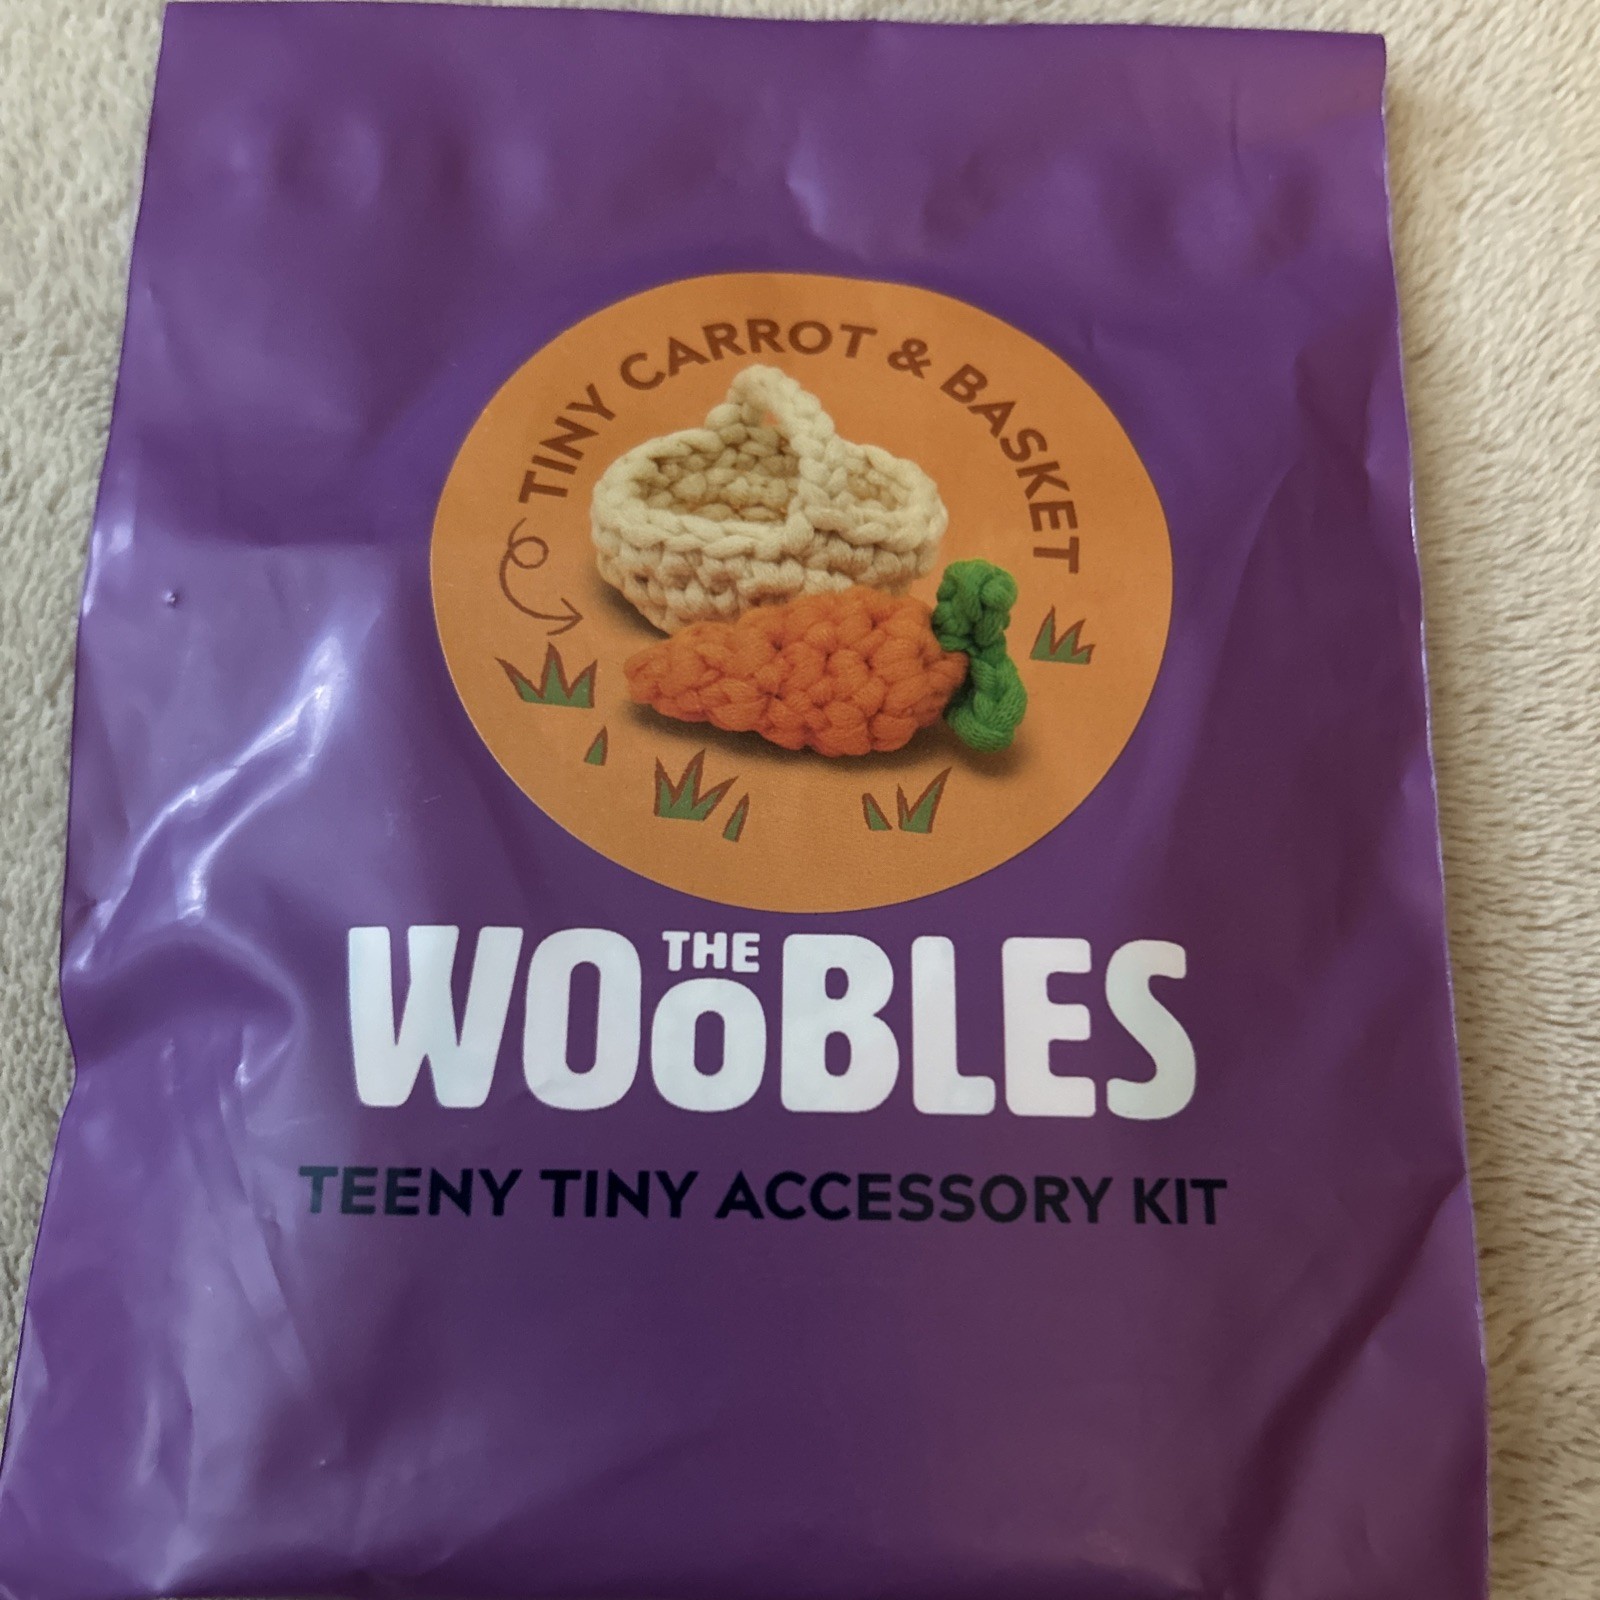 TINY CARROT & BASKET
THE
WOOBLES
TEENY TINY ACCESSORY KIT